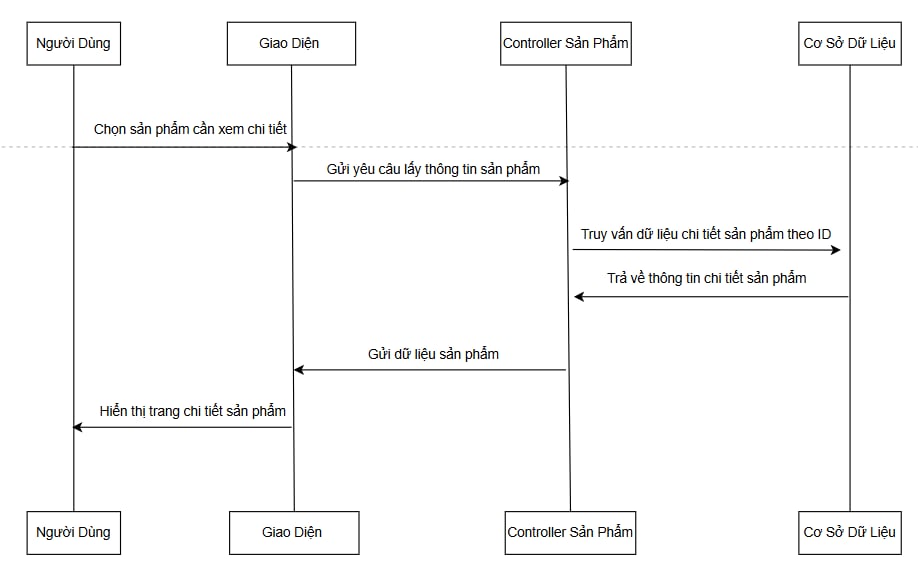 Người Dùng
Giao Diện
Controller Sản Phẩm
Cơ Sở Dữ Liệu
Chọn sản phẩm cần xem chi tiết
Gửi yêu câu lấy thông tin sản phẩm
Truy vấn dữ liệu chi tiết sản phẩm theo ID
Trả về thông tin chi tiết sản phẩm
Gửi dữ liệu sản phẩm
Hiển thị trang chi tiết sản phẩm
Người Dùng
Giao Diện
Controller Sản Phẩm
Cơ Sở Dữ Liệu